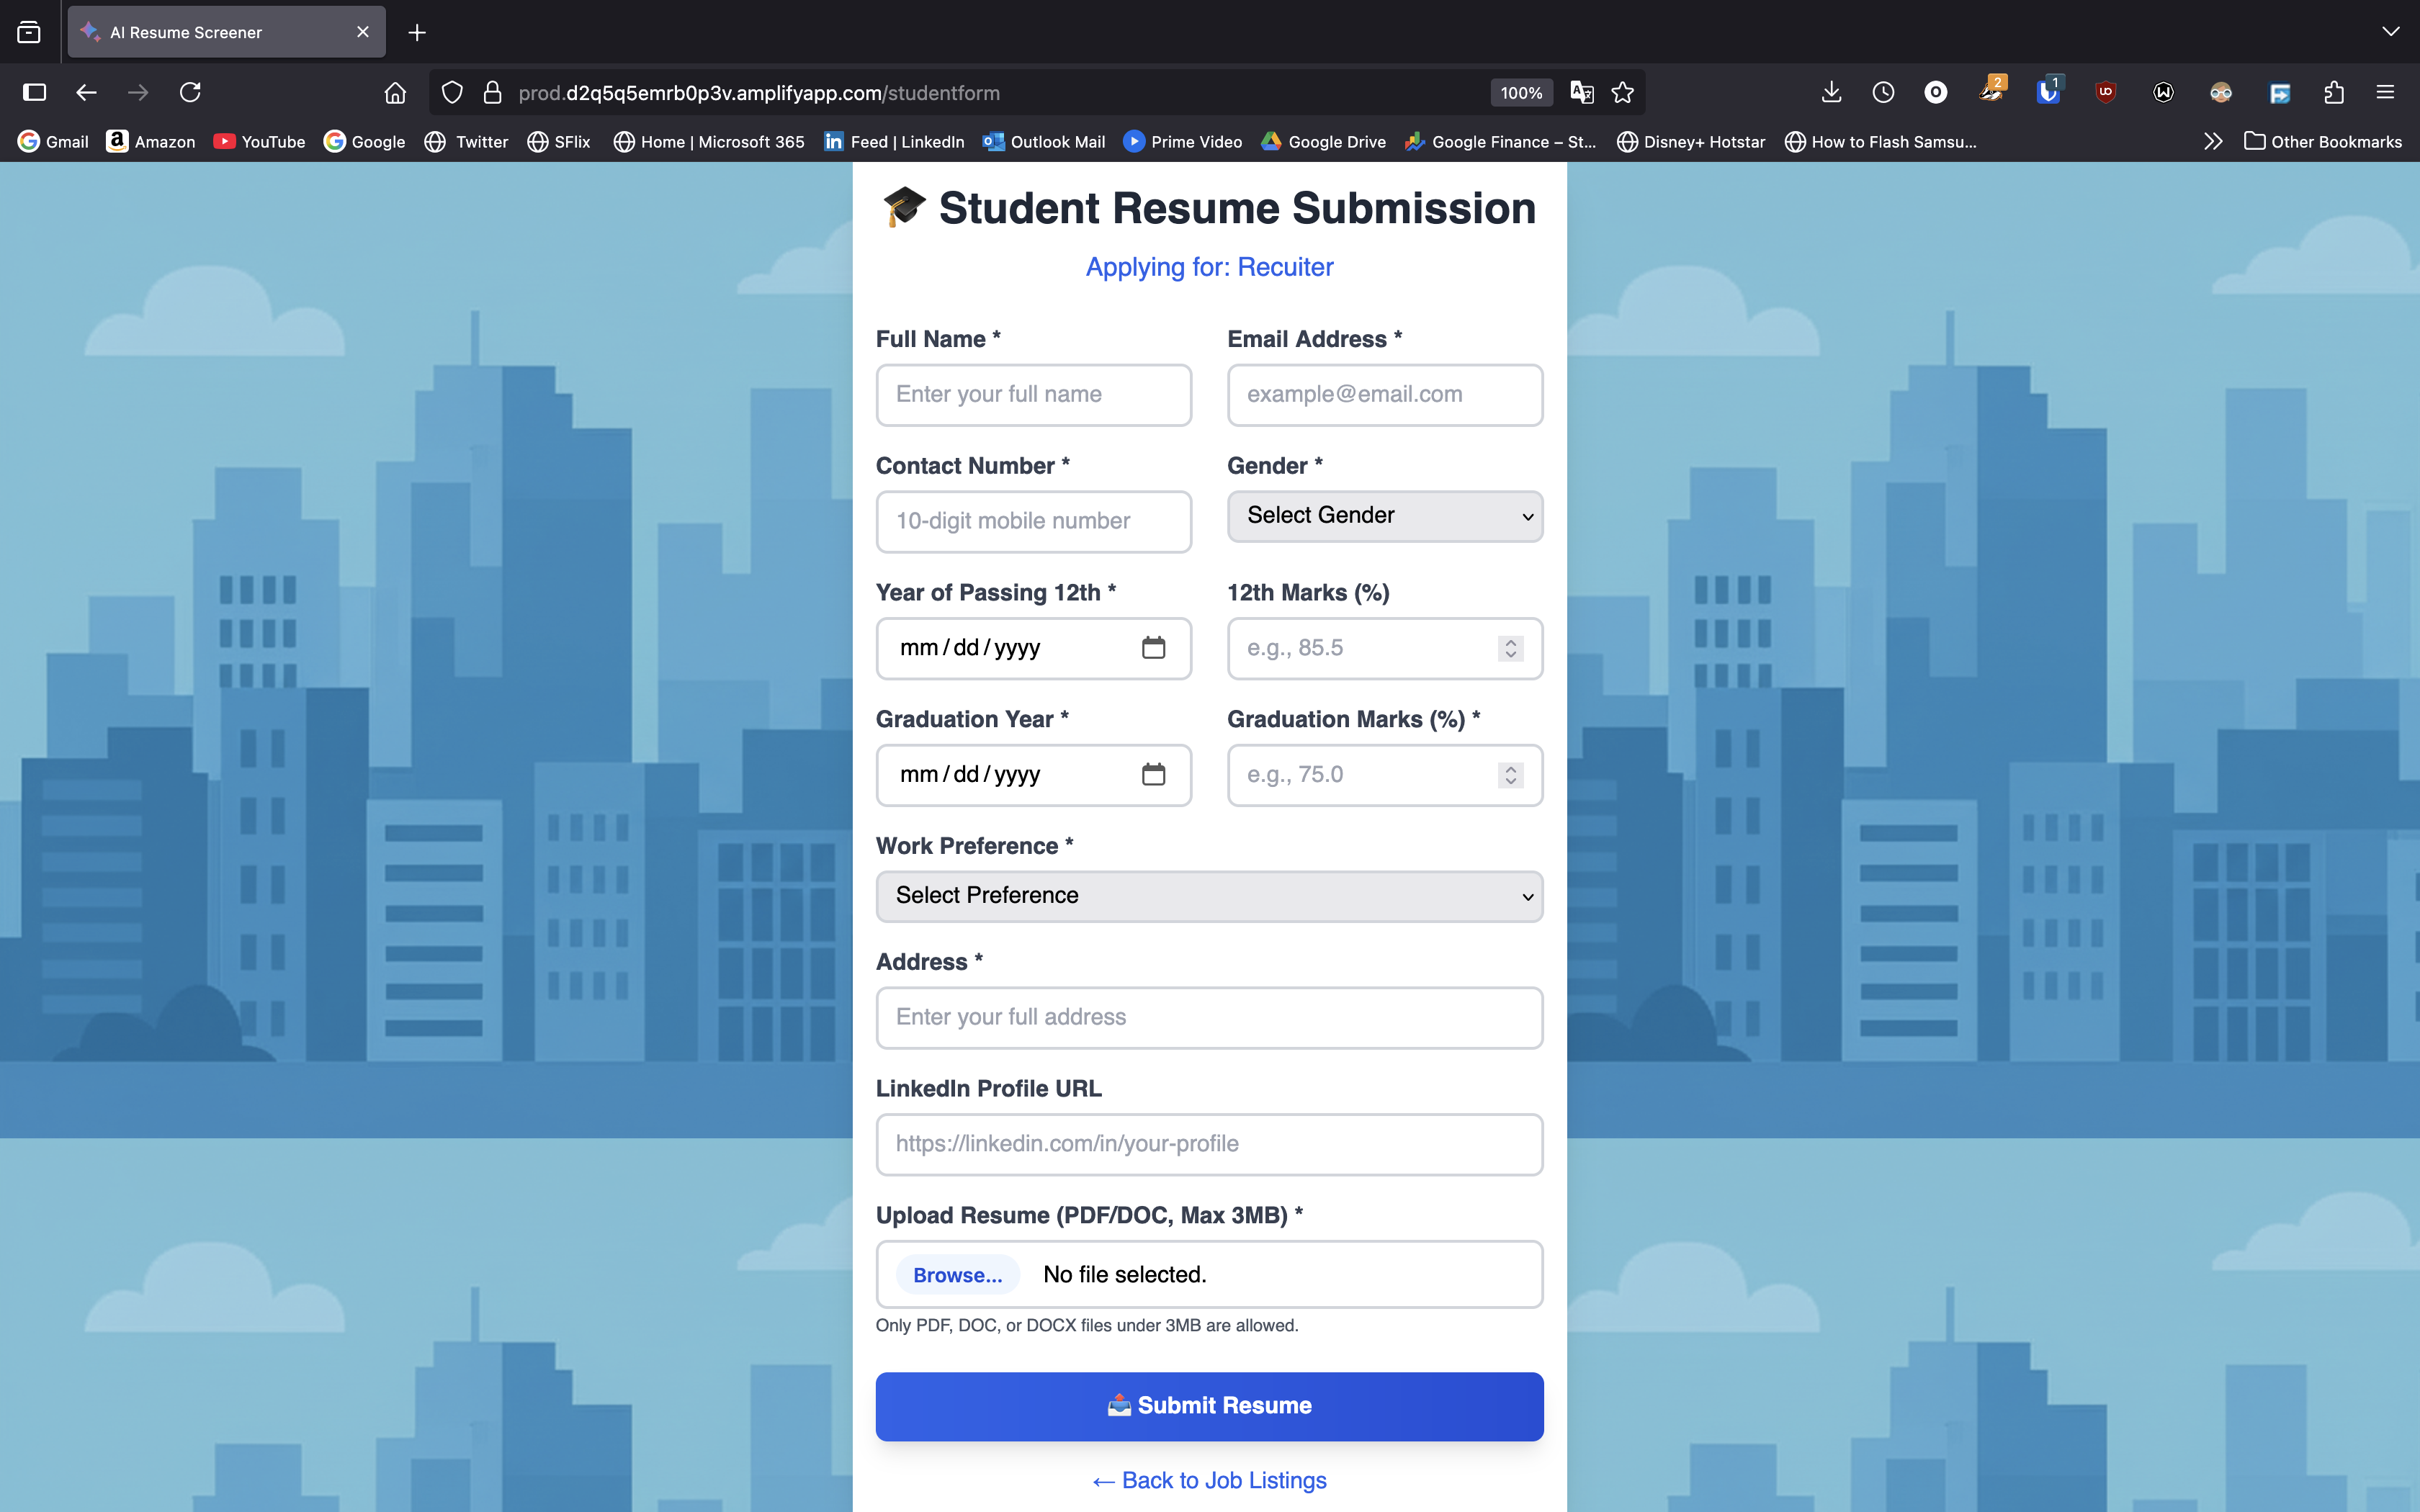 AI Resume Screener
prod.d2q5q5emrb0p3v.amplifyapp.com/studentform
100%
2
1
Gmail Amazon YouTube Google Twitter SFlix Home | Microsoft 365 Feed | LinkedIn Outlook Mail Prime Video Google Drive Google Finance – St... Disney+ Hotstar How to Flash Samsu... Other Bookmarks
Student Resume Submission
Applying for: Recuiter
Full Name * Email Address *
Enter your full name example@email.com
Contact Number * Gender *
10-digit mobile number Select Gender
Year of Passing 12th * 12th Marks (%)
mm/dd/yyyy e.g., 85.5
Graduation Year * Graduation Marks (%) *
mm/dd/yyyy e.g., 75.0
Work Preference *
Select Preference
Address *
Enter your full address
LinkedIn Profile URL
https://linkedin.com/in/your-profile
Upload Resume (PDF/DOC, Max 3MB) *
Browse... No file selected.
Only PDF, DOC, or DOCX files under 3MB are allowed.
Submit Resume
← Back to Job Listings